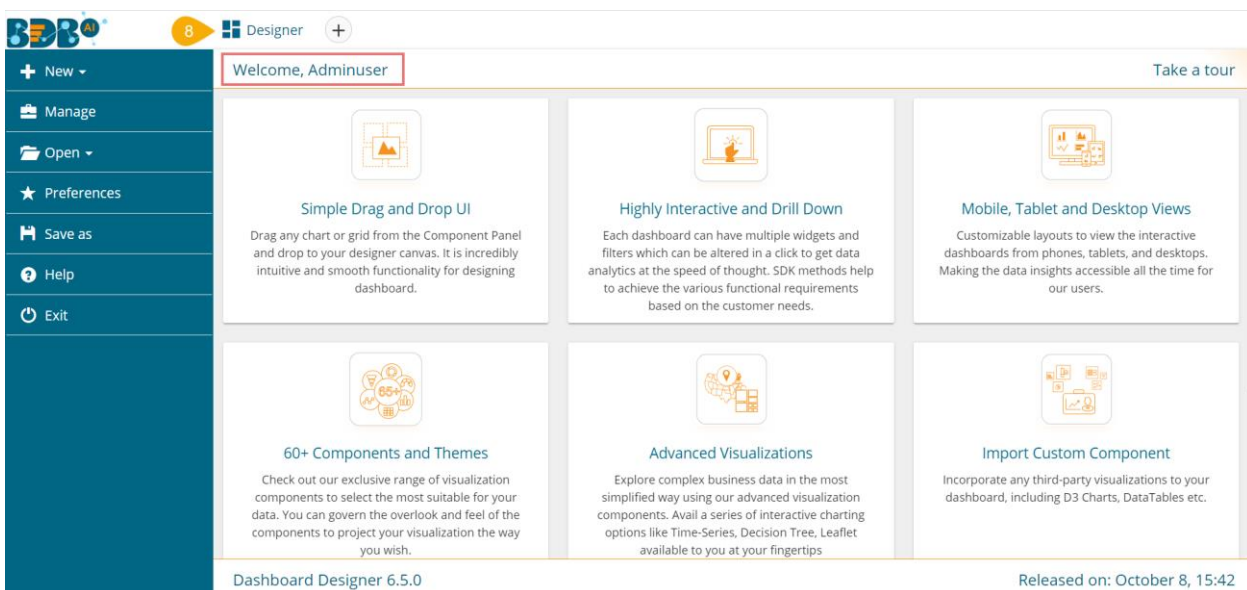 BDB AI
8
Designer
+
New
Manage
Open
Preferences
Save as
Help
Exit
Welcome, Adminuser
Take a tour
Simple Drag and Drop UI
Drag any chart or grid from the Component Panel
and drop to your designer canvas. It is incredibly
intuitive and smooth functionality for designing
dashboard.
Highly Interactive and Drill Down
Each dashboard can have multiple widgets and
filters which can be altered in a click to get data
analytics at the speed of thought. SDK methods help
to achieve the various functional requirements
based on the customer needs.
Mobile, Tablet and Desktop Views
Customizable layouts to view the interactive
dashboards from phones, tablets, and desktops.
Making the data insights accessible all the time for
our users.
65+
60+ Components and Themes
Check out our exclusive range of visualization
components to select the most suitable for your
data. You can govern the overlook and feel of the
components to project your visualization the way
you wish.
Advanced Visualizations
Explore complex business data in the most
simplified way using our advanced visualization
components. Avail a series of interactive charting
options like Time-Series, Decision Tree, Leaflet
available to you at your fingertips
Import Custom Component
Incorporate any third-party visualizations to your
dashboard, including D3 Charts, DataTables etc.
Dashboard Designer 6.5.0
Released on: October 8, 15:42